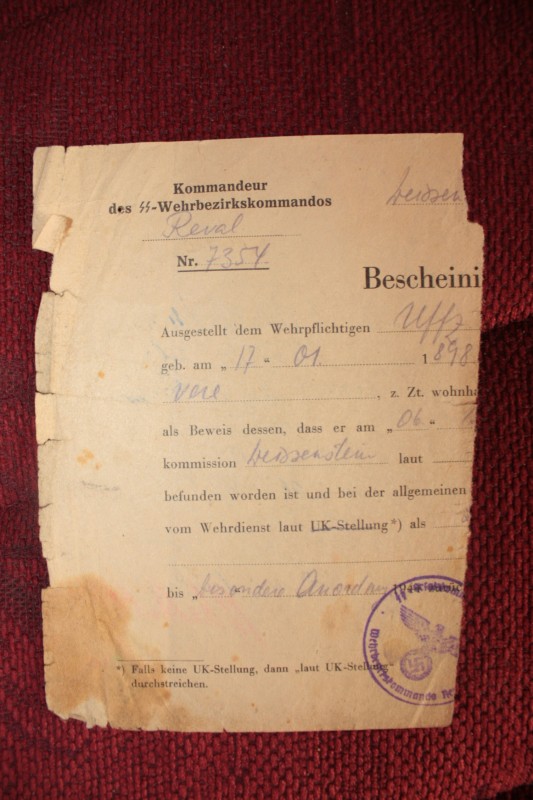 Kommandeur
des SS-Wehrbezirkskommandos
Reval
Nr. 7354.
Bescheini
Ausgestellt dem Wehrpflichtigen Uffz
geb. am „17“ 01. 1898
, z. Zt. wohnha
als Beweis dessen, dass er am „06.“
kommission Weissenstein laut
befunden worden ist und bei der allgemeinen
vom Wehrdienst laut UK-Stellung*) als
bis „besondere Anordnung
*) Falls keine UK-Stellung, dann „laut UK-Stellung“
durchstreichen.